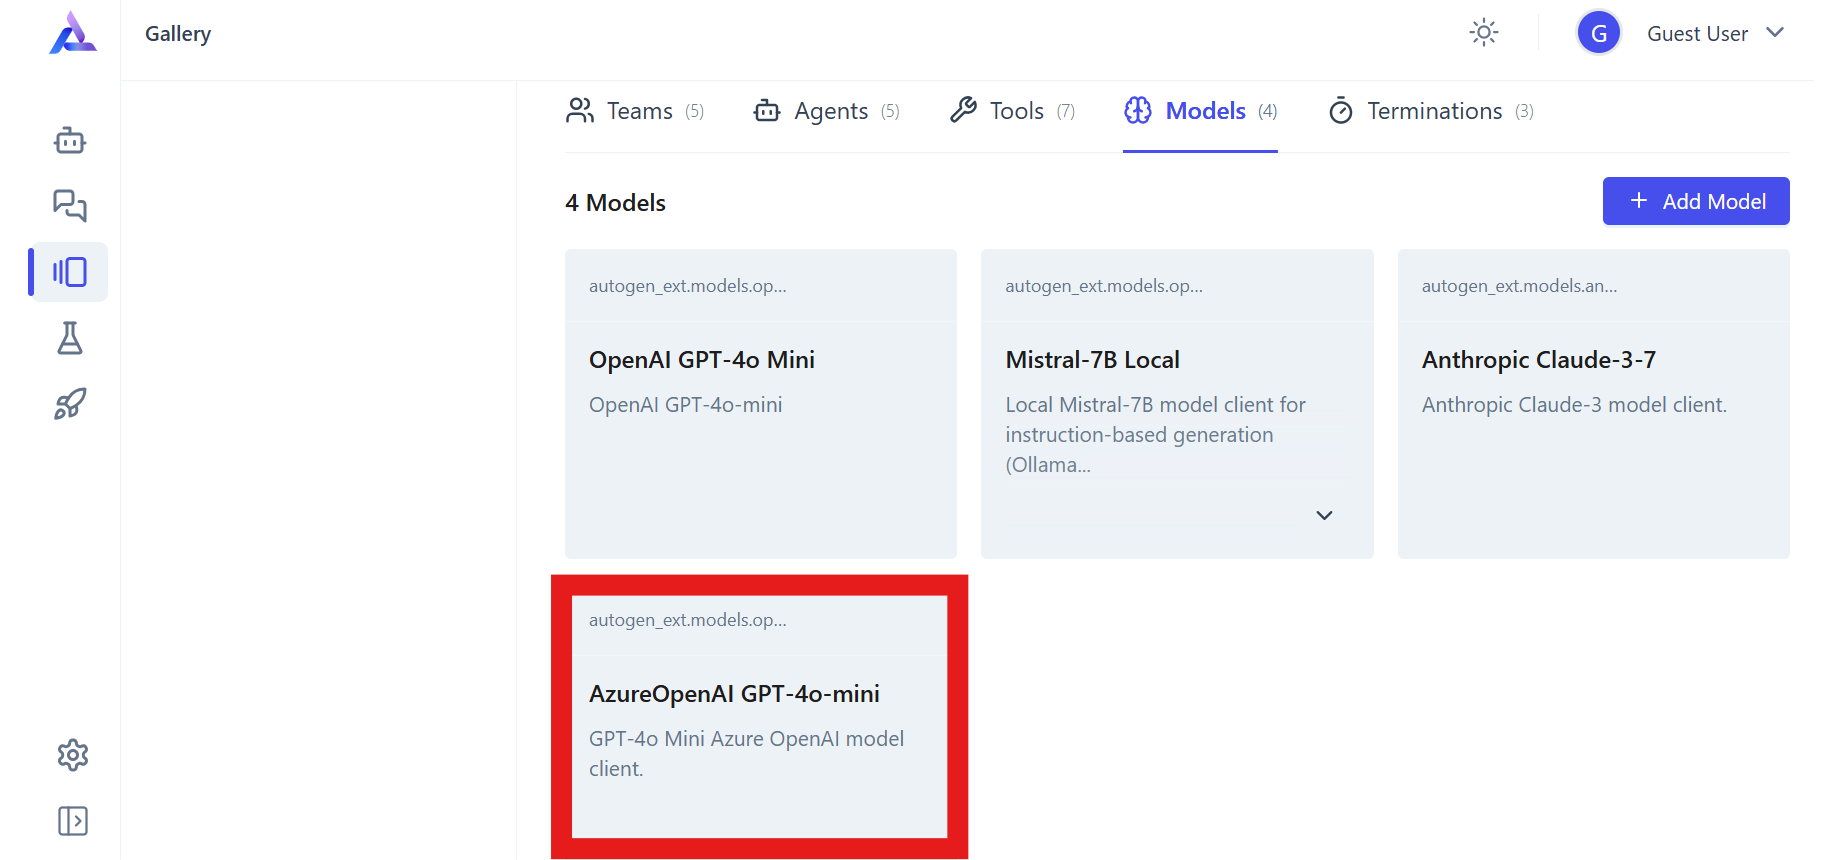 Gallery
G
Guest User
Teams (5)
Agents (5)
Tools (7)
Models (4)
Terminations (3)
4 Models
+ Add Model
autogen_ext.models.op...
OpenAI GPT-4o Mini
OpenAI GPT-4o-mini
autogen_ext.models.op...
Mistral-7B Local
Local Mistral-7B model client for
instruction-based generation
(Ollama...
autogen_ext.models.an...
Anthropic Claude-3-7
Anthropic Claude-3 model client.
autogen_ext.models.op...
AzureOpenAI GPT-4o-mini
GPT-4o Mini Azure OpenAI model
client.